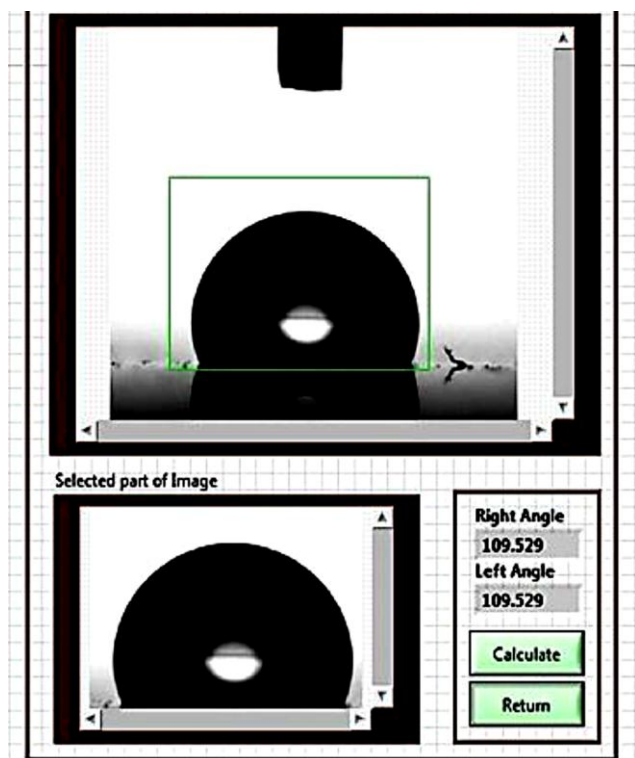 Selected part of Image
Right Angle
109.529
Left Angle
109.529
Calculate
Return